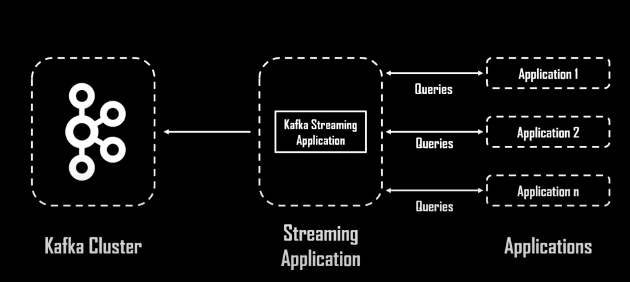 Kafka Streaming
Application
Queries
Queries
Queries
Application 1
Application 2
Application n
Kafka Cluster
Streaming
Application
Applications